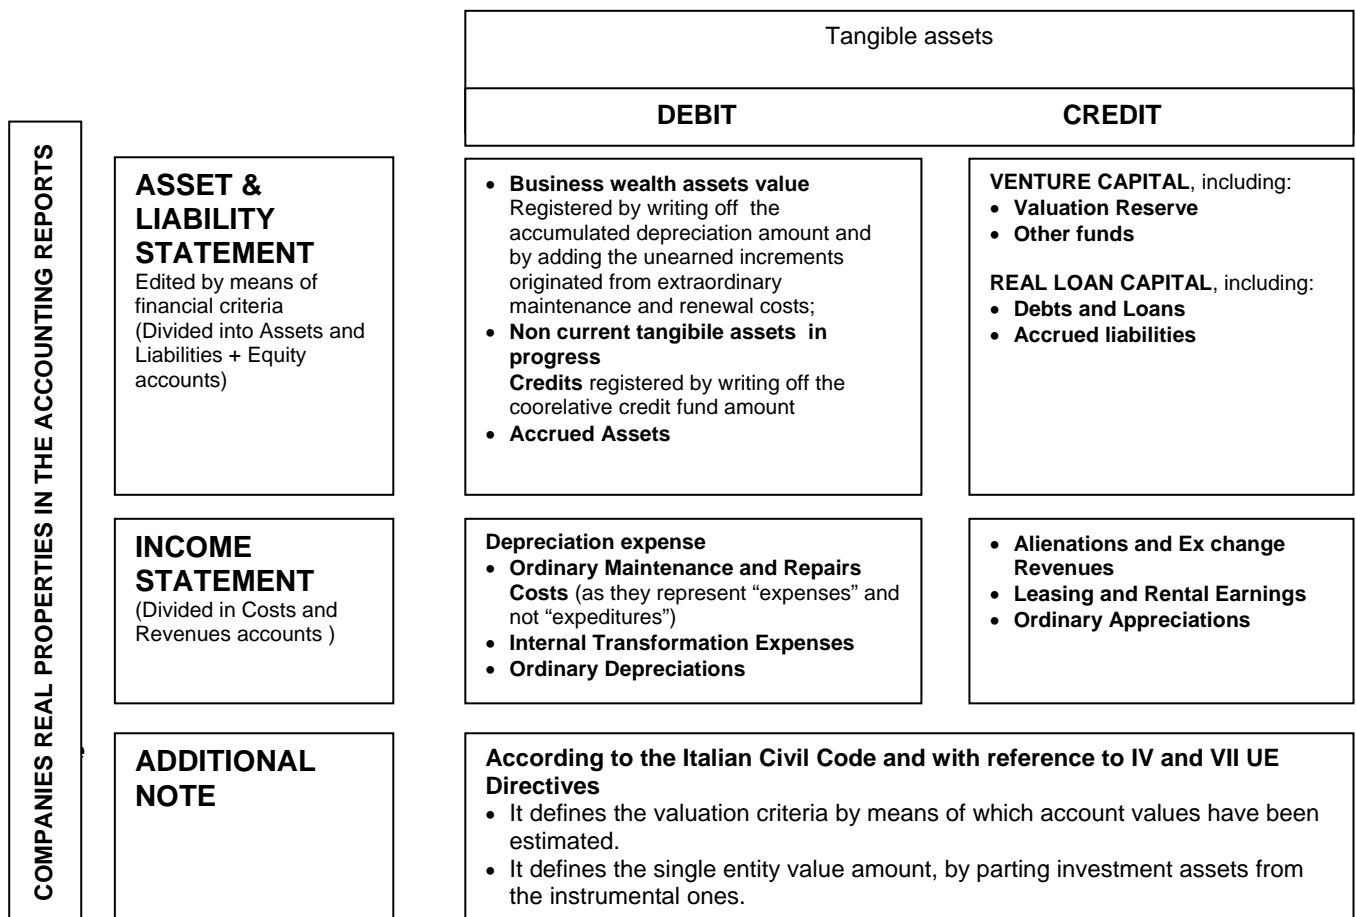 Tangible assets
DEBIT CREDIT
COMPANIES REAL PROPERTIES IN THE ACCOUNTING REPORTS
ASSET &
LIABILITY
STATEMENT
Edited by means of
financial criteria
(Divided into Assets and
Liabilities + Equity
accounts)
• Business wealth assets value
Registered by writing off the
accumulated depreciation amount and
by adding the unearned increments
originated from extraordinary
maintenance and renewal costs;
• Non current tangibile assets in
progress
Credits registered by writing off the
coorelative credit fund amount
• Accrued Assets
VENTURE CAPITAL, including:
• Valuation Reserve
• Other funds
REAL LOAN CAPITAL, including:
• Debts and Loans
• Accrued liabilities
INCOME
STATEMENT
(Divided in Costs and
Revenues accounts )
Depreciation expense
• Ordinary Maintenance and Repairs
Costs (as they represent “expenses” and
not “expeditures”)
• Internal Transformation Expenses
• Ordinary Depreciations
• Alienations and Ex change
Revenues
• Leasing and Rental Earnings
• Ordinary Appreciations
ADDITIONAL
NOTE
According to the Italian Civil Code and with reference to IV and VII UE
Directives
• It defines the valuation criteria by means of which account values have been
estimated.
• It defines the single entity value amount, by parting investment assets from
the instrumental ones.